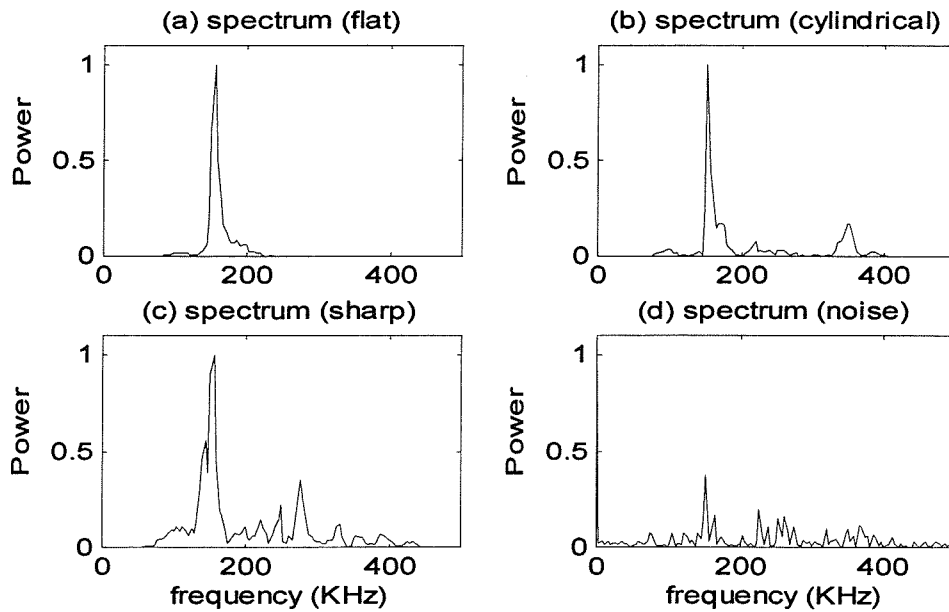 (a) spectrum (flat)
1
0.5
0
Power
0 200 400
(b) spectrum (cylindrical)
1
0.5
0
Power
0 200 400
(c) spectrum (sharp)
1
0.5
0
Power
0 200 400
frequency (KHz)
(d) spectrum (noise)
1
0.5
0
Power
0 200 400
frequency (KHz)